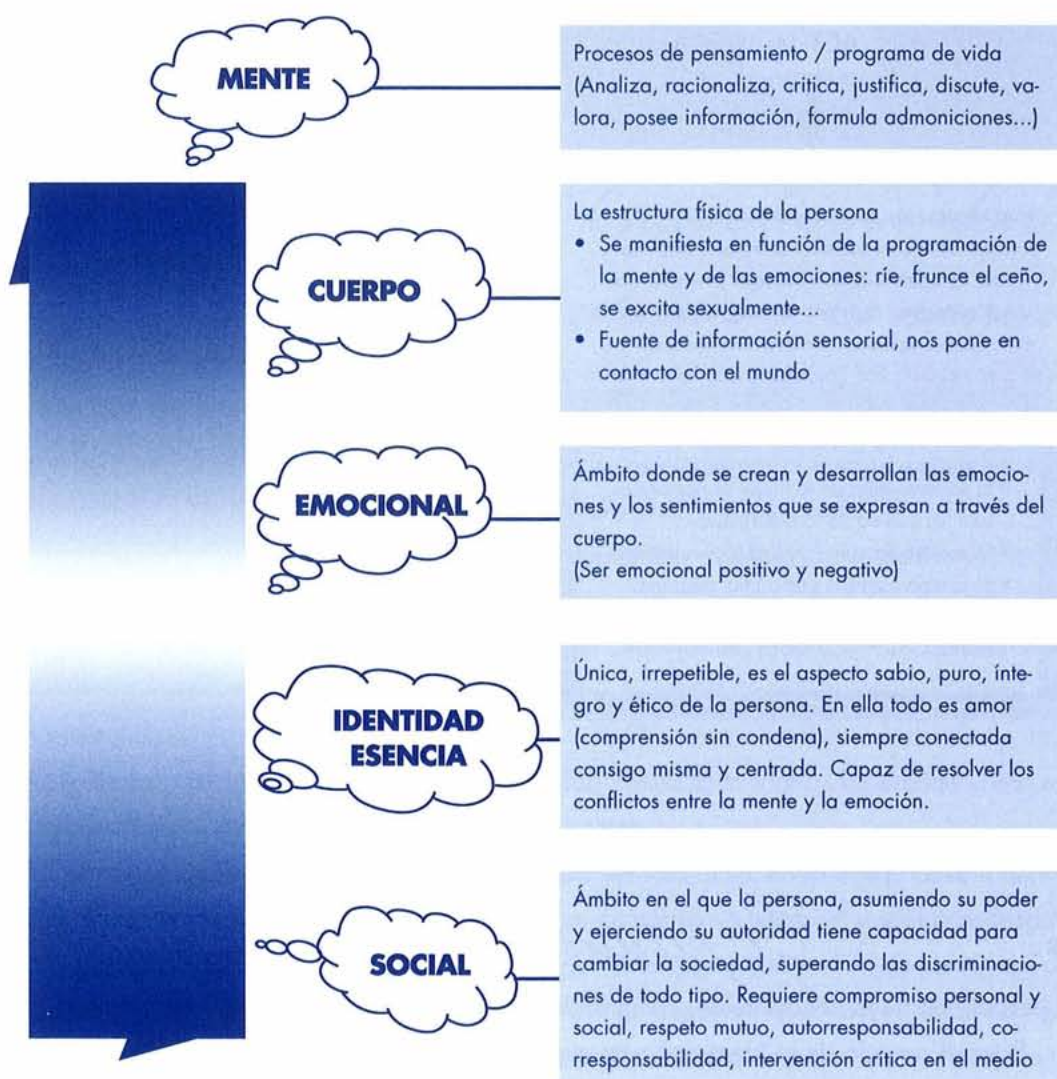 MENTE
Procesos de pensamiento / programa de vida
(Analiza, racionaliza, critica, justifica, discute, va-
lora, posee información, formula admoniciones...)
CUERPO
La estructura física de la persona
• Se manifiesta en función de la programación de
la mente y de las emociones: ríe, frunce el ceño,
se excita sexualmente...
• Fuente de información sensorial, nos pone en
contacto con el mundo
EMOCIONAL
Ámbito donde se crean y desarrollan las emocio-
nes y los sentimientos que se expresan a través del
cuerpo.
(Ser emocional positivo y negativo)
IDENTIDAD
ESENCIA
Única, irrepetible, es el aspecto sabio, puro, ínte-
gro y ético de la persona. En ella todo es amor
(comprensión sin condena), siempre conectada
consigo misma y centrada. Capaz de resolver los
conflictos entre la mente y la emoción.
SOCIAL
Ámbito en el que la persona, asumiendo su poder
y ejerciendo su autoridad tiene capacidad para
cambiar la sociedad, superando las discriminacio-
nes de todo tipo. Requiere compromiso personal y
social, respeto mutuo, autorresponsabilidad, co-
rresponsabilidad, intervención crítica en el medio